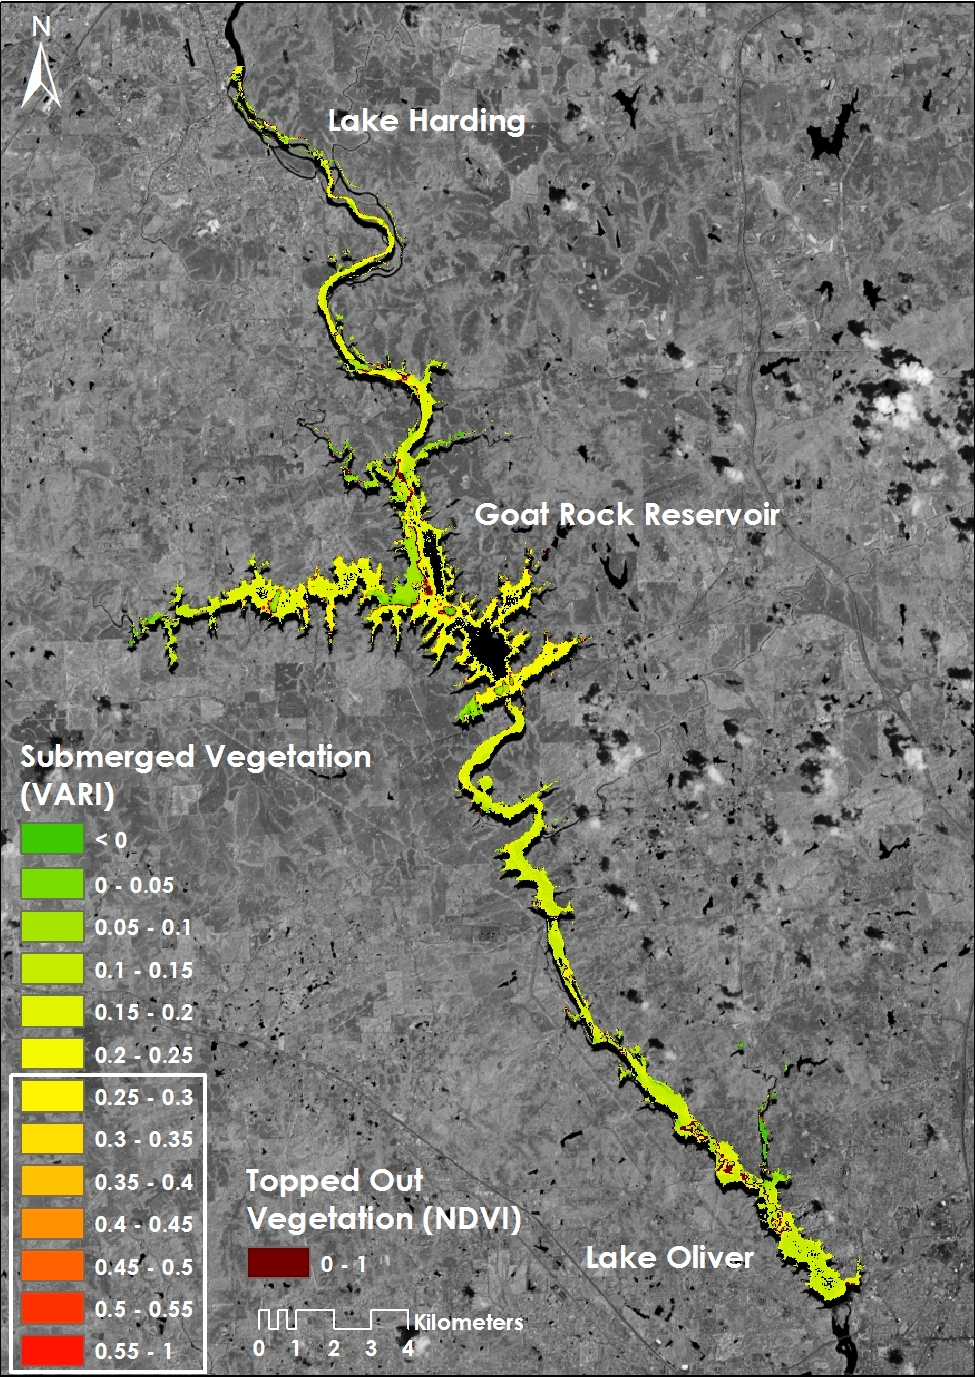 N
Lake Harding
Goat Rock Reservoir
Submerged Vegetation
(VARI)
< 0
0 - 0.05
0.05 - 0.1
0.1 - 0.15
0.15 - 0.2
0.2 - 0.25
0.25 - 0.3
0.3 - 0.35
0.35 - 0.4
0.4 - 0.45
0.45 - 0.5
0.5 - 0.55
0.55 - 1
Topped Out
Vegetation (NDVI)
0 - 1
Lake Oliver
Kilometers
0 1 2 3 4